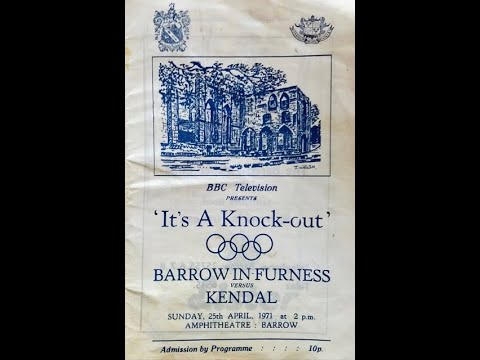 BBC Television
PRESENTS
'It's A Knock-out'
BARROW IN FURNESS
VERSUS
KENDAL
SUNDAY, 25th APRIL, 1971 at 2 p.m.
AMPHITHEATRE : BARROW
Admission by Programme : : : : 10p.